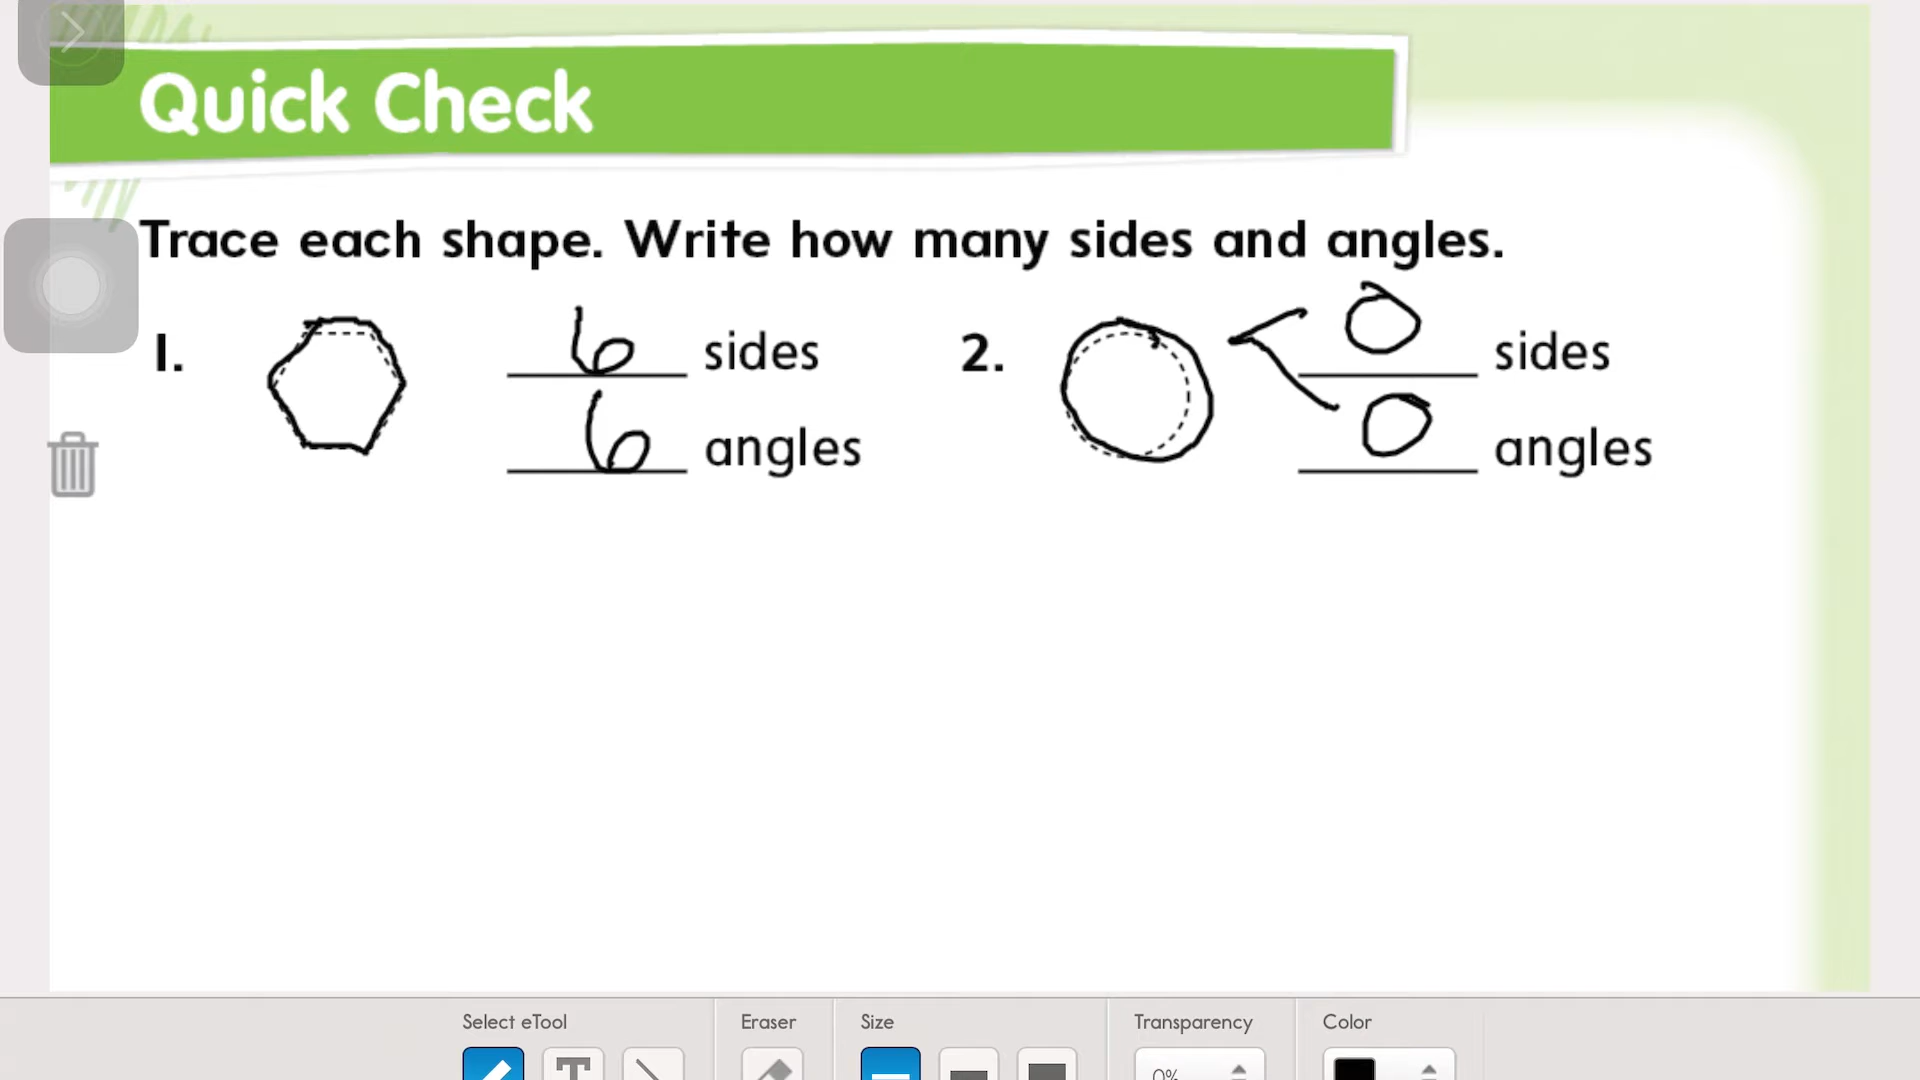 Quick Check
Trace each shape. Write how many sides and angles.
1. 6 sides 2. 0 sides
6 angles 0 angles
Select eTool Eraser Size Transparency Color
T 0%